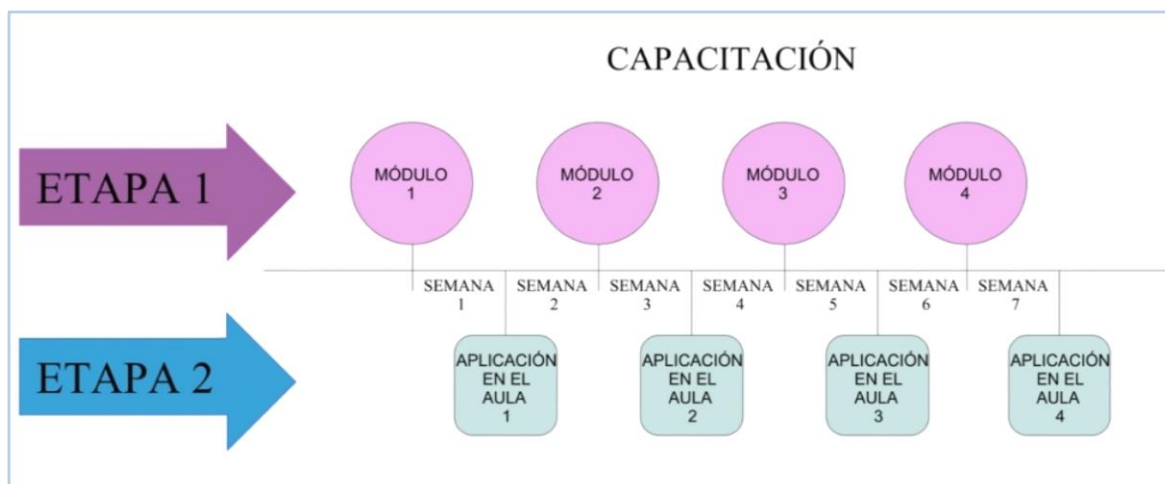 CAPACITACIÓN
ETAPA 1
MÓDULO
1
MÓDULO
2
MÓDULO
3
MÓDULO
4
SEMANA
1
SEMANA
2
SEMANA
3
SEMANA
4
SEMANA
5
SEMANA
6
SEMANA
7
ETAPA 2
APLICACIÓN
EN EL
AULA
1
APLICACIÓN
EN EL
AULA
2
APLICACIÓN
EN EL
AULA
3
APLICACIÓN
EN EL
AULA
4